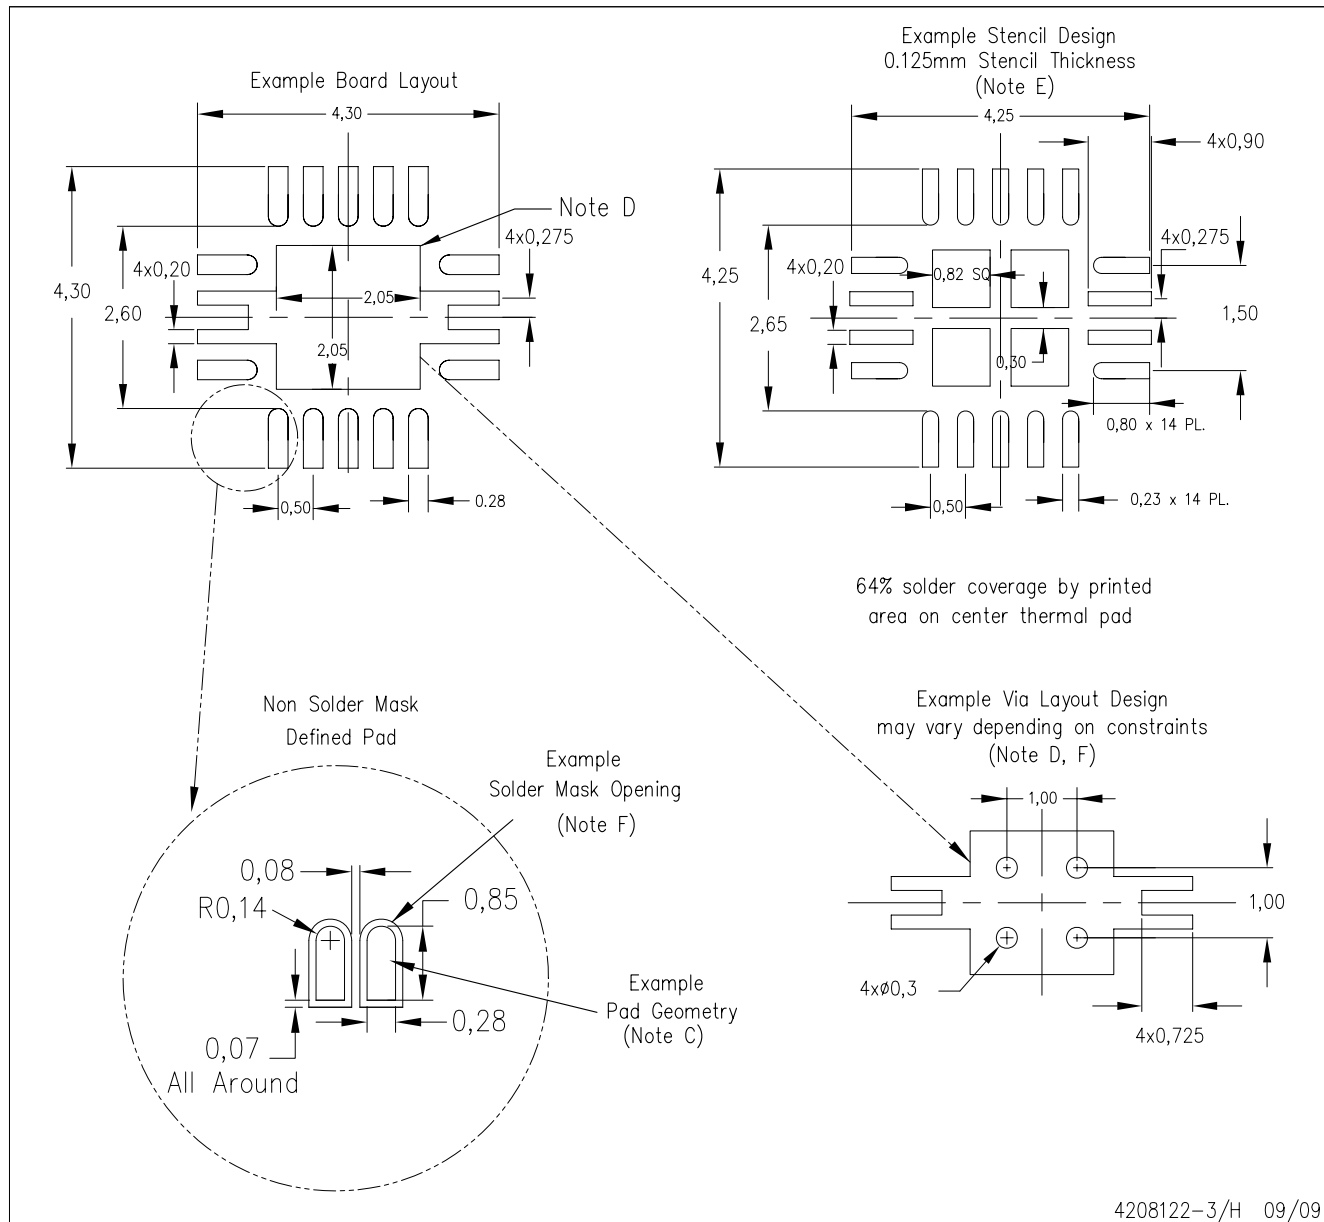 Example Board Layout
4,30
4,30
2,60
4x0,20
Note D
4x0,275
2,05
2,05
0,50
0.28
Example Stencil Design
0.125mm Stencil Thickness
(Note E)
4,25
4x0,90
4,25
2,65
4x0,20
0,82 SQ
4x0,275
1,50
0,30
0,80 x 14 PL.
0,50
0,23 x 14 PL.
64% solder coverage by printed
area on center thermal pad
Non Solder Mask
Defined Pad
Example
Solder Mask Opening
(Note F)
0,08
R0,14
0,85
Example
Pad Geometry
(Note C)
0,28
0,07
All Around
Example Via Layout Design
may vary depending on constraints
(Note D, F)
1,00
1,00
4xø0,3
4x0,725
4208122-3/H 09/09